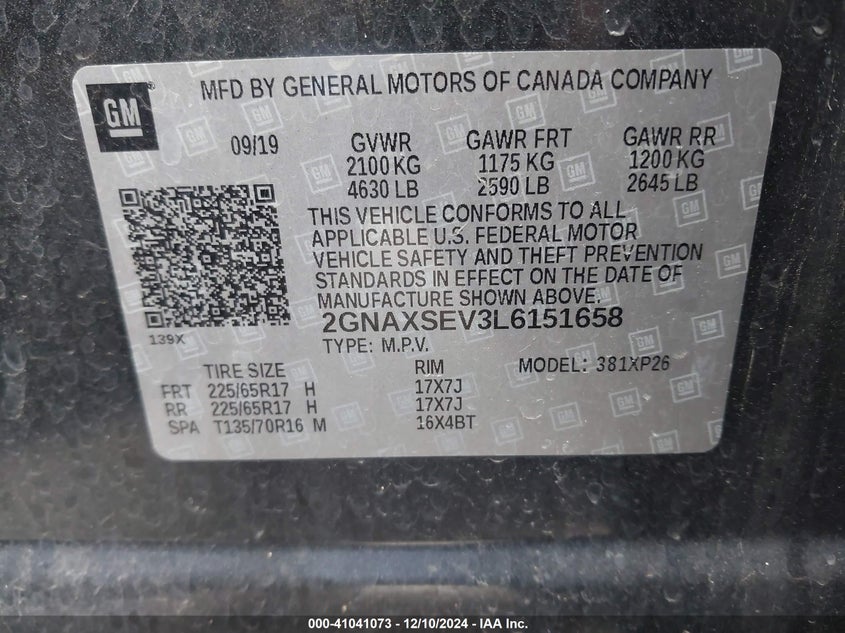 GM
MFD BY GENERAL MOTORS OF CANADA COMPANY
09/19 GVWR GAWR FRT GAWR RR
2100 KG 1175 KG 1200 KG
4630 LB 2590 LB 2645 LB
THIS VEHICLE CONFORMS TO ALL
APPLICABLE U.S. FEDERAL MOTOR
VEHICLE SAFETY AND THEFT PREVENTION
STANDARDS IN EFFECT ON THE DATE OF
MANUFACTURE SHOWN ABOVE.
2GNAXSEV3L6151658
139X
TYPE: M.P.V. MODEL: 381XP26
TIRE SIZE RIM
FRT 225/65R17 H 17X7J
RR 225/65R17 H 17X7J
SPA T135/70R16 M 16X4BT
000-41041073 - 12/10/2024 - IAA Inc.